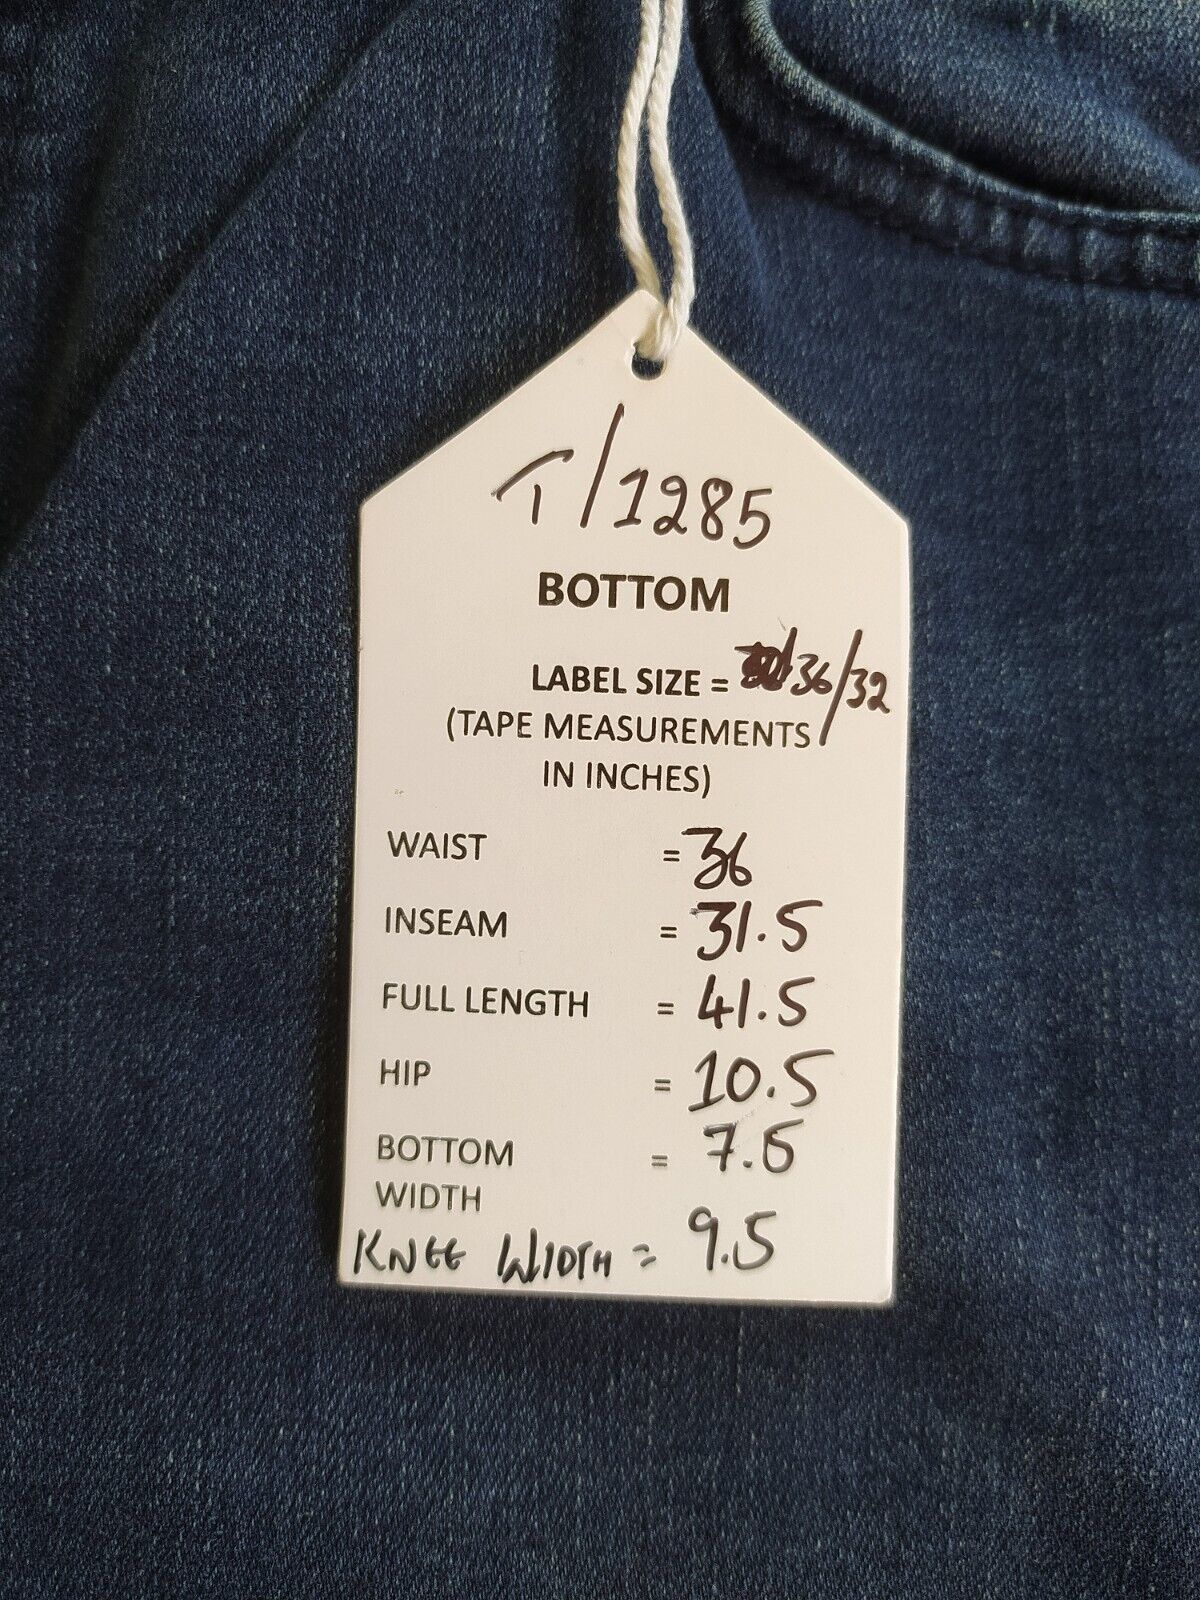 T/1285
BOTTOM
LABEL SIZE = 36/32
(TAPE MEASUREMENTS
IN INCHES)
WAIST = 36
INSEAM = 31.5
FULL LENGTH = 41.5
HIP = 10.5
BOTTOM = 7.5
WIDTH
KNEE WIDTH = 9.5